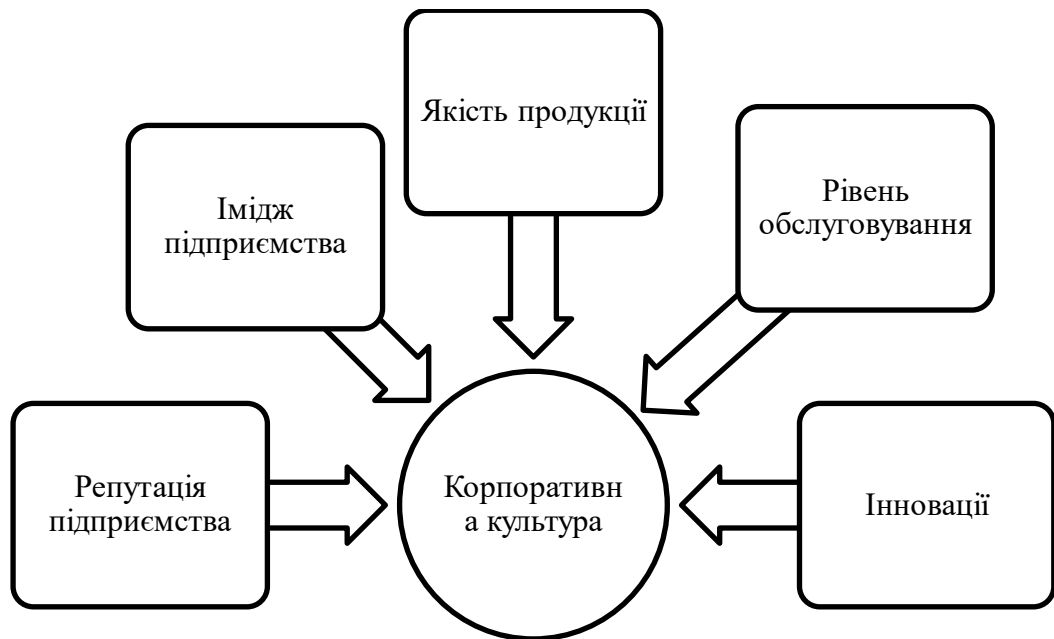 Якість продукції
Імідж
підприємства
Рівень
обслуговування
Репутація
підприємства
Корпоративн
а культура
Інновації